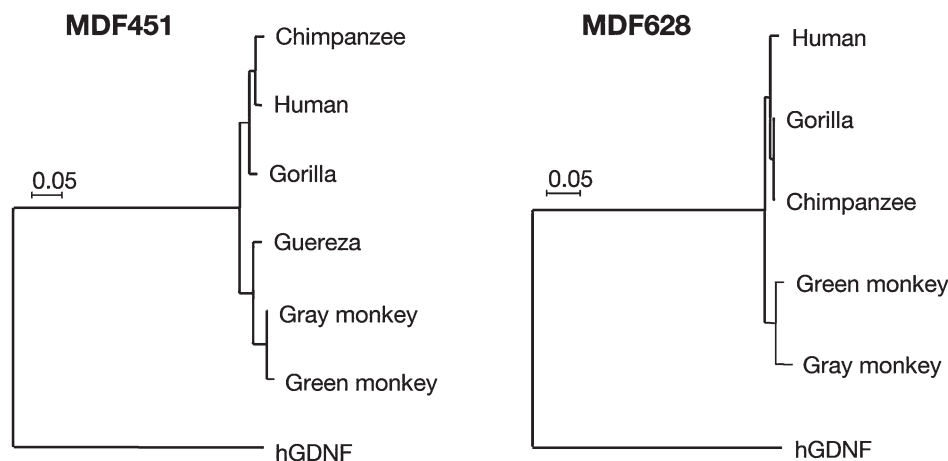 MDF451
Chimpanzee
Human
Gorilla
0.05
Guereza
Gray monkey
Green monkey
hGDNF
MDF628
Human
Gorilla
0.05
Chimpanzee
Green monkey
Gray monkey
hGDNF